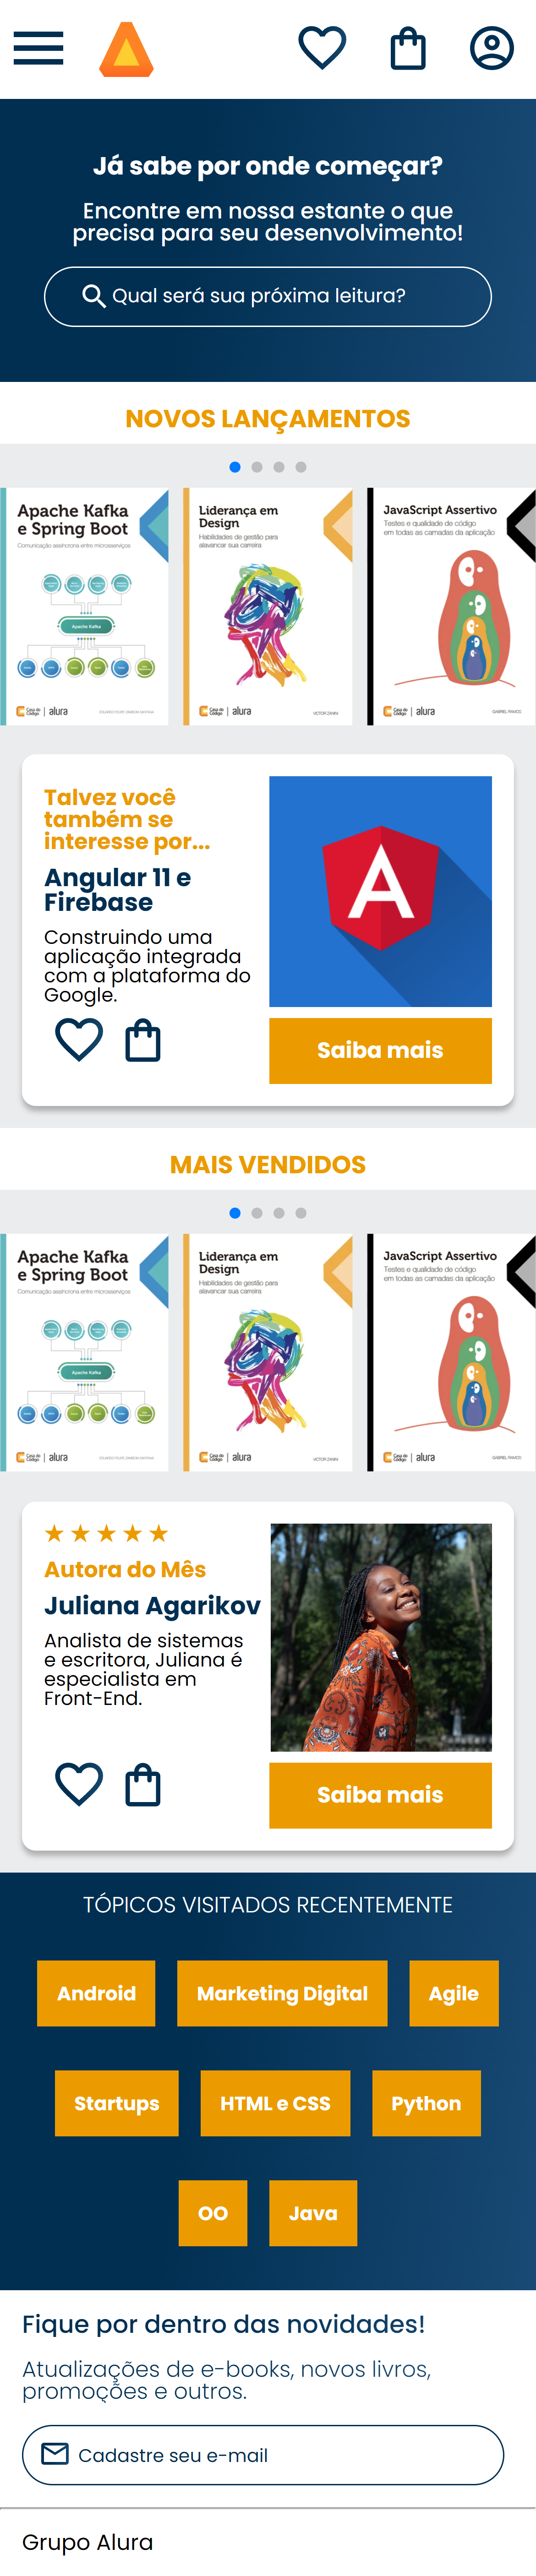 Já sabe por onde começar?
Encontre em nossa estante o que
precisa para seu desenvolvimento!
Qual será sua próxima leitura?
NOVOS LANÇAMENTOS
Apache Kafka
e Spring Boot
Comunicação assíncrona entre microsserviços
Apache Kafka
Casa do
Código
alura
Liderança em
Design
Habilidades de gestão para
alavancar sua carreira
Casa do
Código
alura
VICTOR ZANINI
JavaScript Assertivo
Testes e qualidade de código
em todas as camadas da aplicação
Casa do
Código
alura
GABRIEL RAMOS
Talvez você
também se
interesse por...
Angular 11 e
Firebase
Construindo uma
aplicação integrada
com a plataforma do
Google.
A
Saiba mais
MAIS VENDIDOS
Apache Kafka
e Spring Boot
Comunicação assíncrona entre microsserviços
Apache Kafka
Casa do
Código
alura
Liderança em
Design
Habilidades de gestão para
alavancar sua carreira
Casa do
Código
alura
VICTOR ZANINI
JavaScript Assertivo
Testes e qualidade de código
em todas as camadas da aplicação
Casa do
Código
alura
GABRIEL RAMOS
Autora do Mês
Juliana Agarikov
Analista de sistemas
e escritora, Juliana é
especialista em
Front-End.
Saiba mais
TÓPICOS VISITADOS RECENTEMENTE
Android
Marketing Digital
Agile
Startups
HTML e CSS
Python
OO
Java
Fique por dentro das novidades!
Atualizações de e-books, novos livros,
promoções e outros.
Cadastre seu e-mail
Grupo Alura